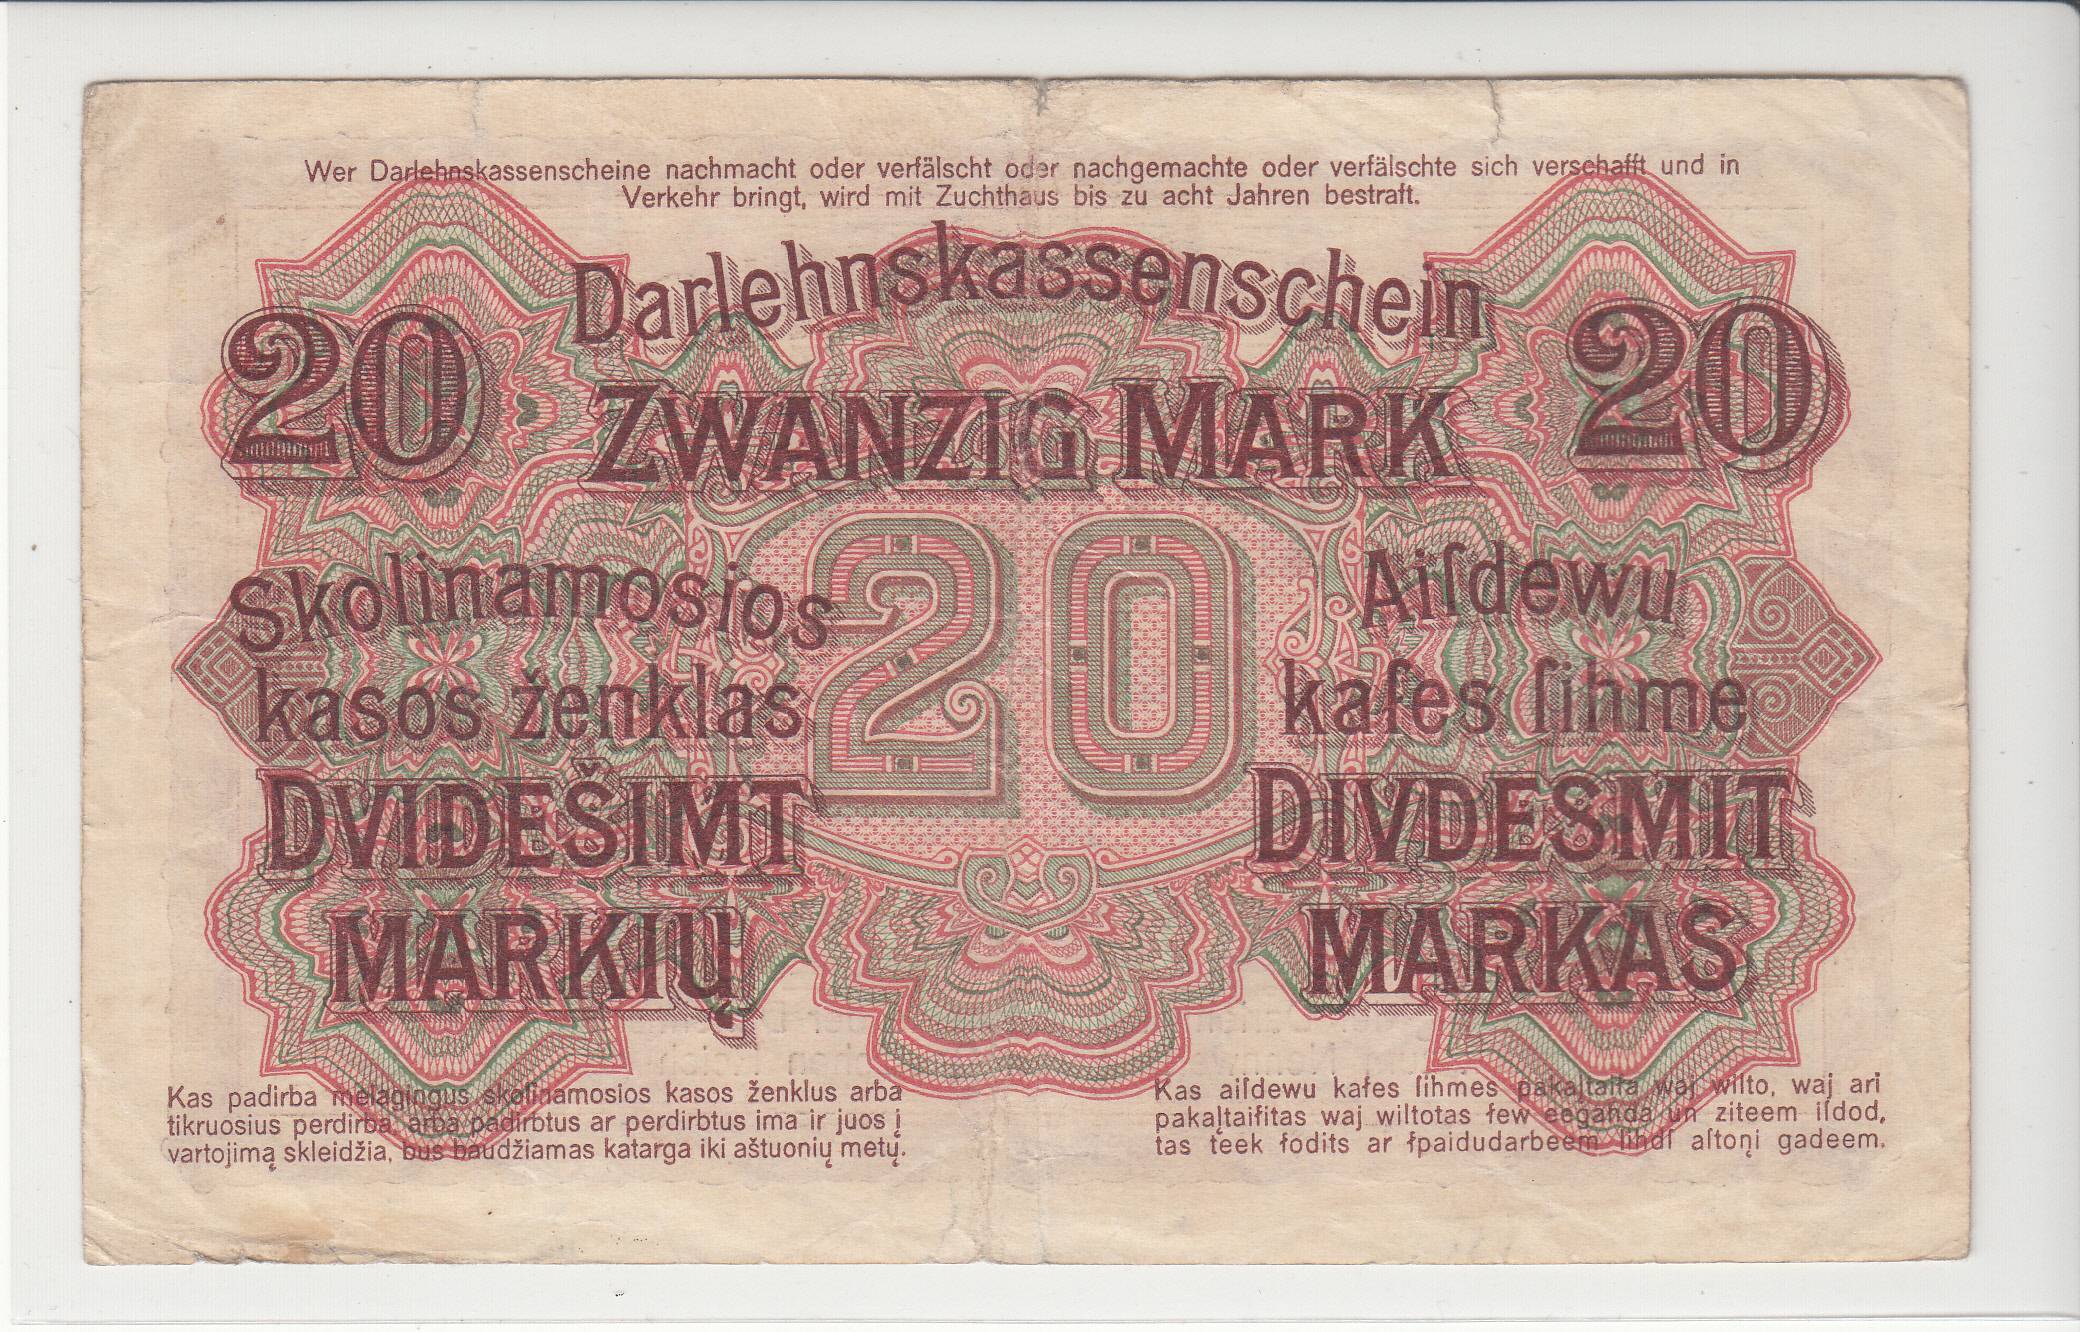 Wer Darlehnskassenscheine nachmacht oder verfälscht oder nachgemachte oder verfälschte sich verschafft und in
Verkehr bringt, wird mit Zuchthaus bis zu acht Jahren bestraft.
Darlehnskassenschein
20 ZWANZIG MARK 20
20
Skolinamosios
kasos ženklas
DVIDEŠIMT
MARKIŲ
Aiſdewu
kaſes ſihme
DIVDESMIT
MARKAS
Kas padirba melagingus skolinamosios kasos ženklus arba
tikruosius perdirba, arba padirbtus ar perdirbtus ima ir juos į
vartojimą skleidžia, bus baudžiamas katarga iki aštuonių metų.
Kas aiſdewu kaſes ſihmes pakaļtaiſa waj wilto, waj ari
pakaļtaiſitas waj wiltotas ſew eeganda un ziteem iſdod,
tas teek ſodits ar ſpaidudarbeem lihdſ aſtoņi gadeem.